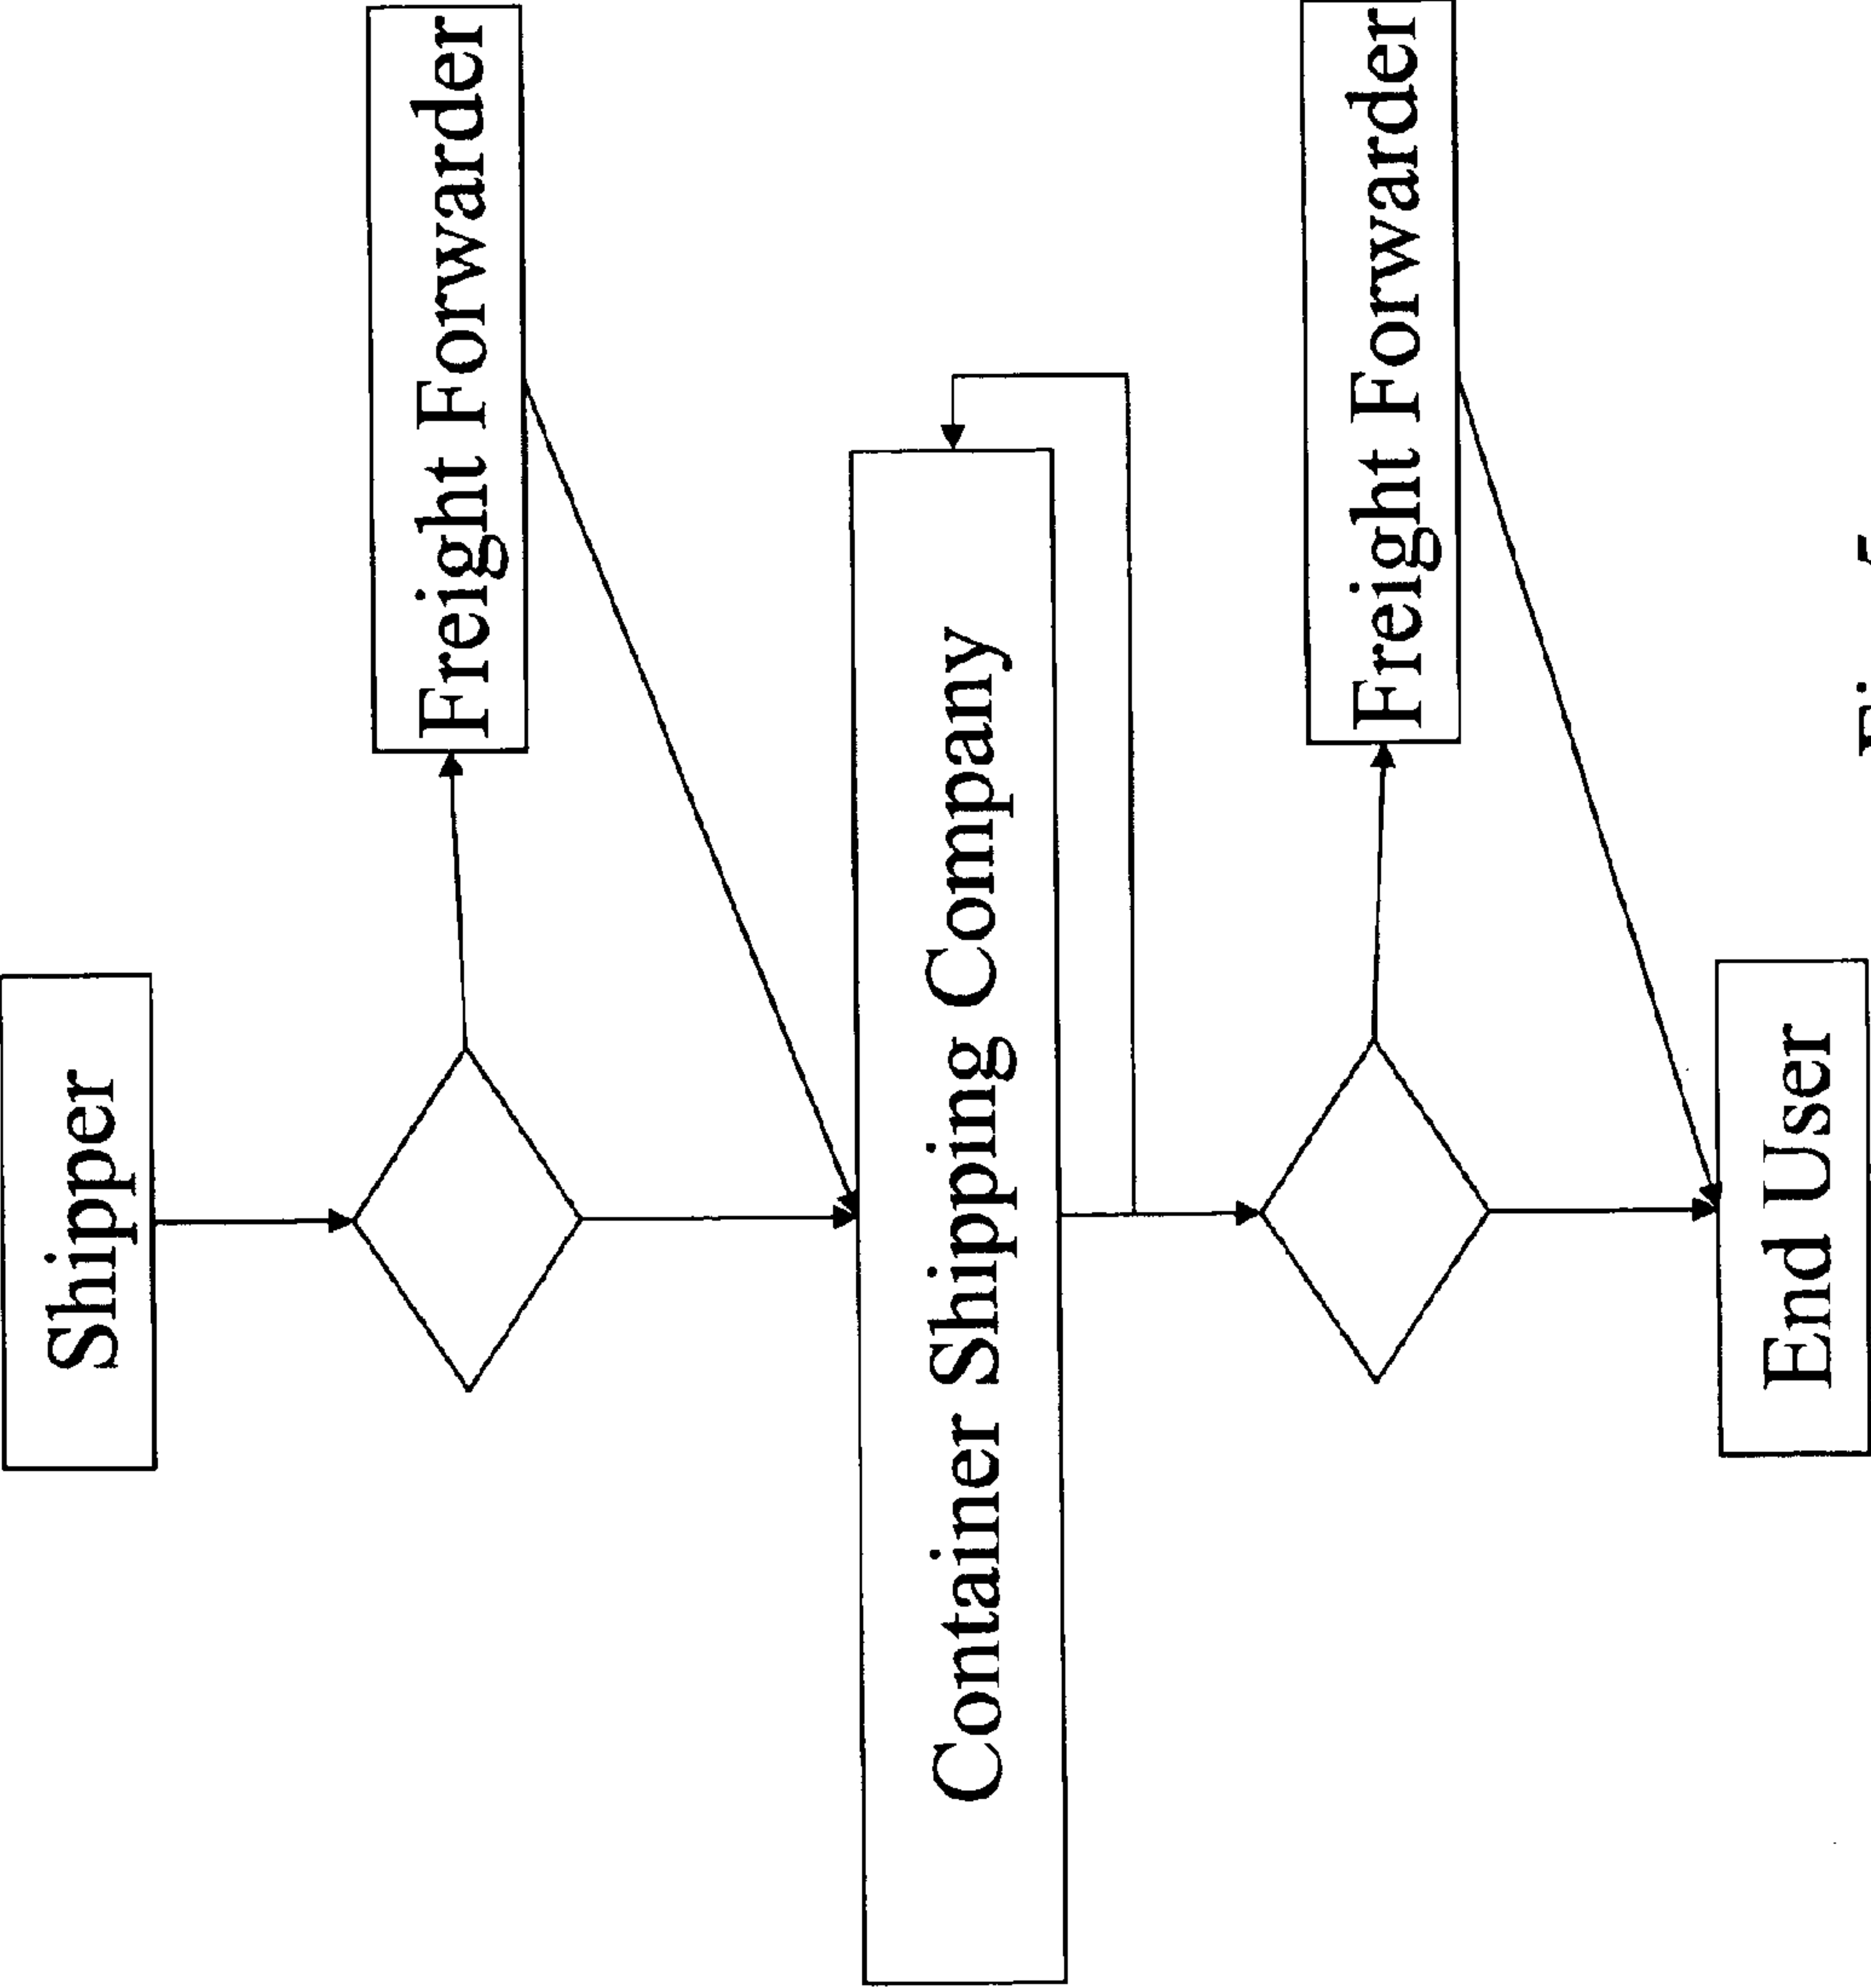 Shipper
Freight Forwarder
Container Shipping Company
Freight Forwarder
End User